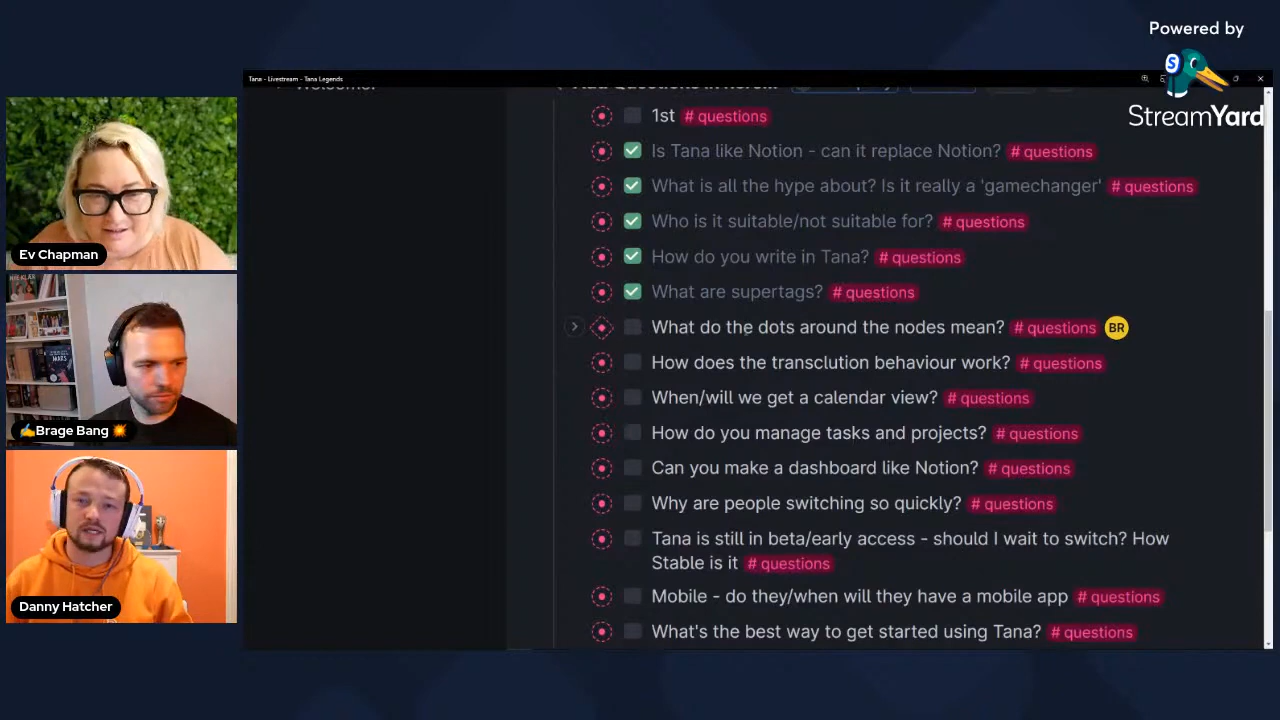 Powered by
StreamYard
Tana - Livestream - Tana Legends
Welcome!
1st # questions
Is Tana like Notion - can it replace Notion? # questions
What is all the hype about? Is it really a 'gamechanger' # questions
Who is it suitable/not suitable for? # questions
How do you write in Tana? # questions
What are supertags? # questions
What do the dots around the nodes mean? # questions BR
How does the transclution behaviour work? # questions
When/will we get a calendar view? # questions
How do you manage tasks and projects? # questions
Can you make a dashboard like Notion? # questions
Why are people switching so quickly? # questions
Tana is still in beta/early access - should I wait to switch? How
Stable is it # questions
Mobile - do they/when will they have a mobile app # questions
What's the best way to get started using Tana? # questions
Ev Chapman
✍️Brage Bang 💥
Danny Hatcher